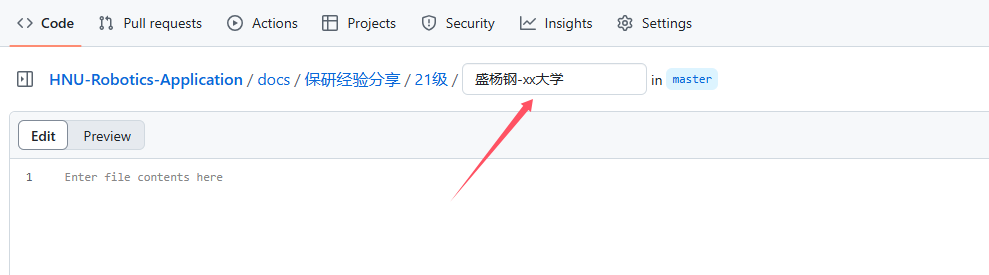 Code Pull requests Actions Projects Security Insights Settings
HNU-Robotics-Application / docs / 保研经验分享 / 21级 / 盛杨钢-xx大学 in master
Edit Preview
1 Enter file contents here